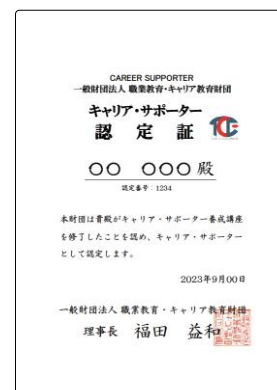 CAREER SUPPORTER
一般財団法人 職業教育・キャリア教育財団
キャリア・サポーター
認定証
TCE
〇〇 〇〇〇 殿
認定番号:1234
本財団は貴殿がキャリア・サポーター養成講座
を修了したことを認め、キャリア・サポーター
として認定します。
2023年9月00日
一般財団法人 職業教育・キャリア教育財団
理事長 福田 益和